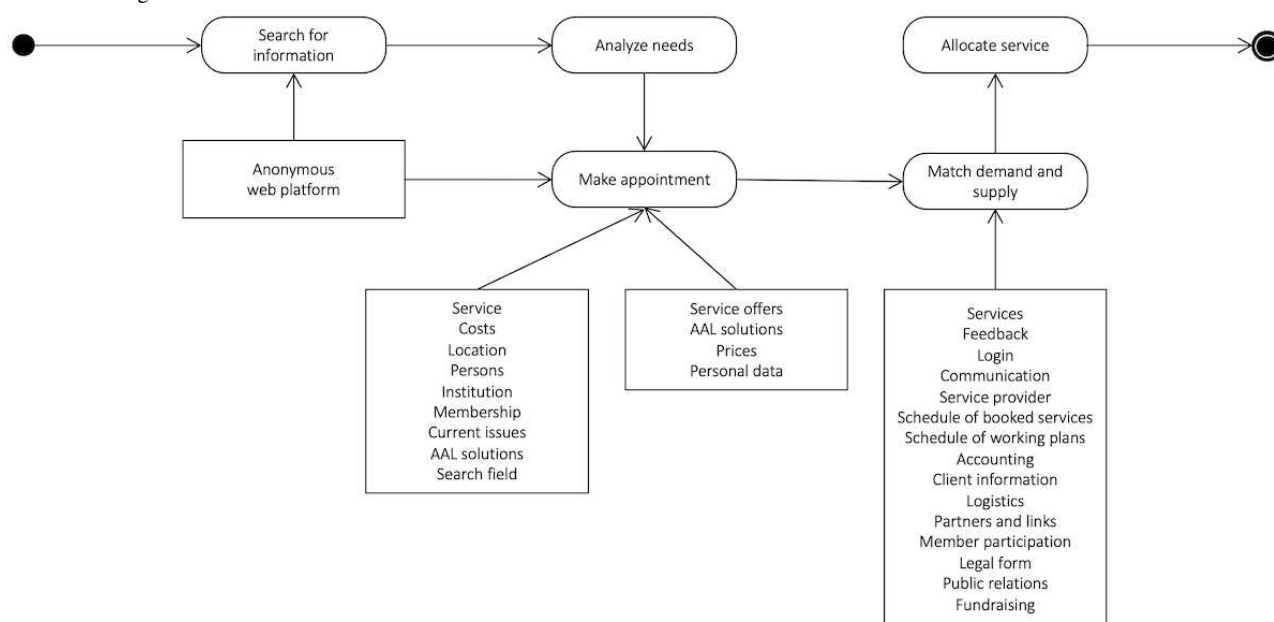 Search for
information
Analyze needs
Allocate service
Anonymous
web platform
Make appointment
Match demand and
supply
Service
Costs
Location
Persons
Institution
Membership
Current issues
AAL solutions
Search field
Service offers
AAL solutions
Prices
Personal data
Services
Feedback
Login
Communication
Service provider
Schedule of booked services
Schedule of working plans
Accounting
Client information
Logistics
Partners and links
Member participation
Legal form
Public relations
Fundraising